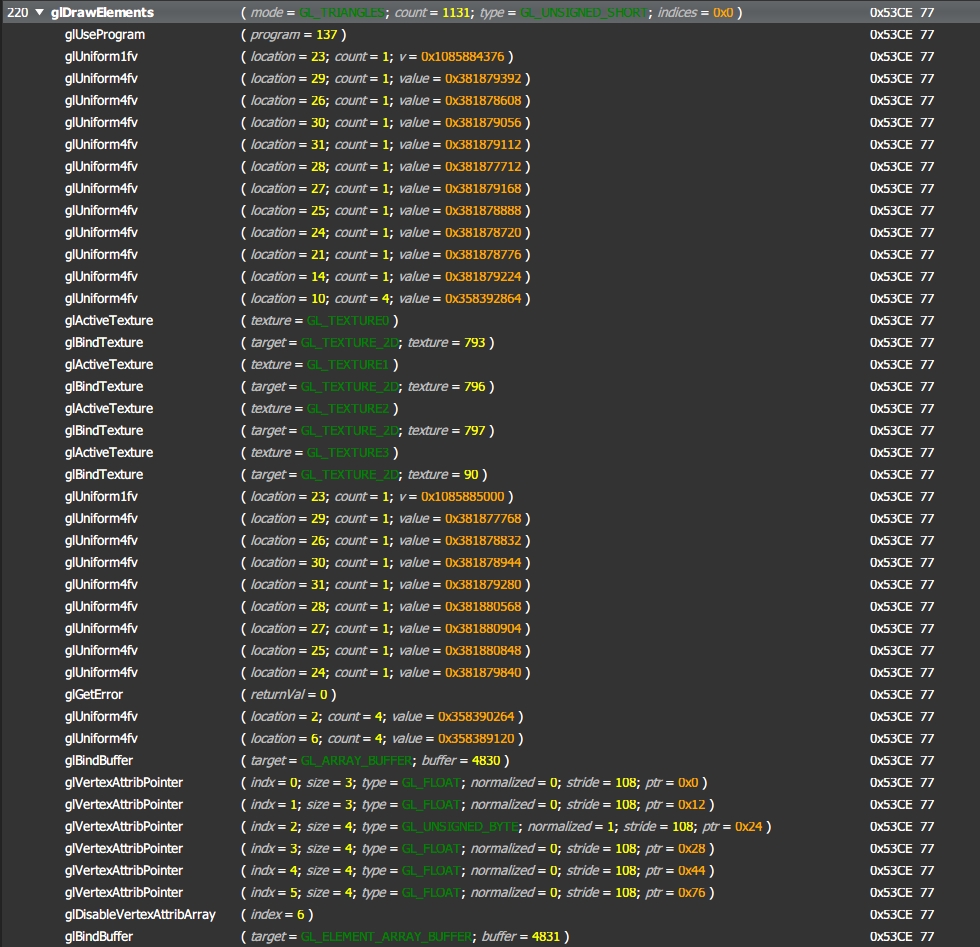 220 ▼ glDrawElements ( mode = GL_TRIANGLES; count = 1131; type = GL_UNSIGNED_SHORT; indices = 0x0 ) 0x53CE 77
glUseProgram ( program = 137 ) 0x53CE 77
glUniform1fv ( location = 23; count = 1; v = 0x1085884376 ) 0x53CE 77
glUniform4fv ( location = 29; count = 1; value = 0x381879392 ) 0x53CE 77
glUniform4fv ( location = 26; count = 1; value = 0x381878608 ) 0x53CE 77
glUniform4fv ( location = 30; count = 1; value = 0x381879056 ) 0x53CE 77
glUniform4fv ( location = 31; count = 1; value = 0x381879112 ) 0x53CE 77
glUniform4fv ( location = 28; count = 1; value = 0x381877712 ) 0x53CE 77
glUniform4fv ( location = 27; count = 1; value = 0x381879168 ) 0x53CE 77
glUniform4fv ( location = 25; count = 1; value = 0x381878888 ) 0x53CE 77
glUniform4fv ( location = 24; count = 1; value = 0x381878720 ) 0x53CE 77
glUniform4fv ( location = 21; count = 1; value = 0x381878776 ) 0x53CE 77
glUniform4fv ( location = 14; count = 1; value = 0x381879224 ) 0x53CE 77
glUniform4fv ( location = 10; count = 4; value = 0x358392864 ) 0x53CE 77
glActiveTexture ( texture = GL_TEXTURE0 ) 0x53CE 77
glBindTexture ( target = GL_TEXTURE_2D; texture = 793 ) 0x53CE 77
glActiveTexture ( texture = GL_TEXTURE1 ) 0x53CE 77
glBindTexture ( target = GL_TEXTURE_2D; texture = 796 ) 0x53CE 77
glActiveTexture ( texture = GL_TEXTURE2 ) 0x53CE 77
glBindTexture ( target = GL_TEXTURE_2D; texture = 797 ) 0x53CE 77
glActiveTexture ( texture = GL_TEXTURE3 ) 0x53CE 77
glBindTexture ( target = GL_TEXTURE_2D; texture = 90 ) 0x53CE 77
glUniform1fv ( location = 23; count = 1; v = 0x1085885000 ) 0x53CE 77
glUniform4fv ( location = 29; count = 1; value = 0x381877768 ) 0x53CE 77
glUniform4fv ( location = 26; count = 1; value = 0x381878832 ) 0x53CE 77
glUniform4fv ( location = 30; count = 1; value = 0x381878944 ) 0x53CE 77
glUniform4fv ( location = 31; count = 1; value = 0x381879280 ) 0x53CE 77
glUniform4fv ( location = 28; count = 1; value = 0x381880568 ) 0x53CE 77
glUniform4fv ( location = 27; count = 1; value = 0x381880904 ) 0x53CE 77
glUniform4fv ( location = 25; count = 1; value = 0x381880848 ) 0x53CE 77
glUniform4fv ( location = 24; count = 1; value = 0x381879840 ) 0x53CE 77
glGetError ( returnVal = 0 ) 0x53CE 77
glUniform4fv ( location = 2; count = 4; value = 0x358390264 ) 0x53CE 77
glUniform4fv ( location = 6; count = 4; value = 0x358389120 ) 0x53CE 77
glBindBuffer ( target = GL_ARRAY_BUFFER; buffer = 4830 ) 0x53CE 77
glVertexAttribPointer ( indx = 0; size = 3; type = GL_FLOAT; normalized = 0; stride = 108; ptr = 0x0 ) 0x53CE 77
glVertexAttribPointer ( indx = 1; size = 3; type = GL_FLOAT; normalized = 0; stride = 108; ptr = 0x12 ) 0x53CE 77
glVertexAttribPointer ( indx = 2; size = 4; type = GL_UNSIGNED_BYTE; normalized = 1; stride = 108; ptr = 0x24 ) 0x53CE 77
glVertexAttribPointer ( indx = 3; size = 4; type = GL_FLOAT; normalized = 0; stride = 108; ptr = 0x28 ) 0x53CE 77
glVertexAttribPointer ( indx = 4; size = 4; type = GL_FLOAT; normalized = 0; stride = 108; ptr = 0x44 ) 0x53CE 77
glVertexAttribPointer ( indx = 5; size = 4; type = GL_FLOAT; normalized = 0; stride = 108; ptr = 0x76 ) 0x53CE 77
glDisableVertexAttribArray ( index = 6 ) 0x53CE 77
glBindBuffer ( target = GL_ELEMENT_ARRAY_BUFFER; buffer = 4831 ) 0x53CE 77